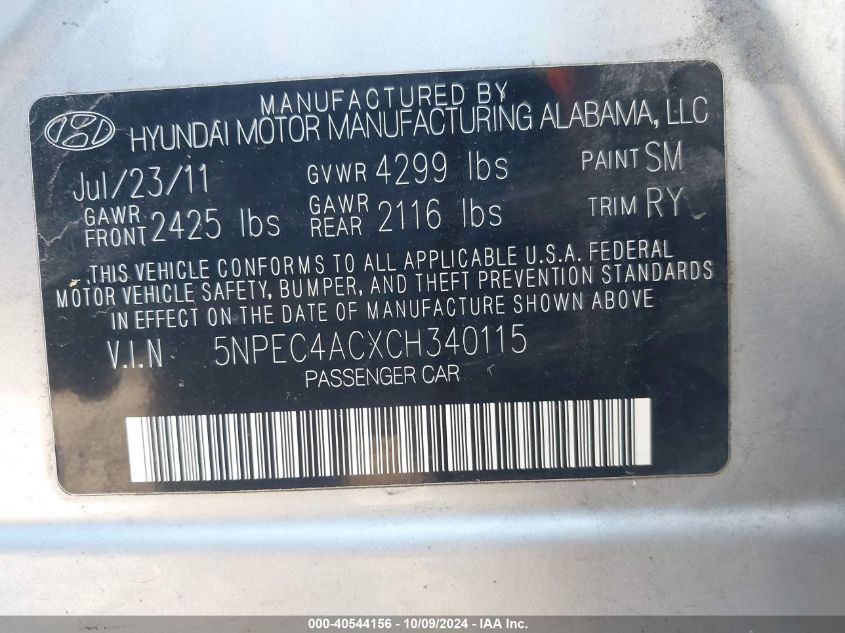 MANUFACTURED BY
HYUNDAI MOTOR MANUFACTURING ALABAMA, LLC
Jul/23/11 GVWR 4299 lbs PAINT SM
GAWR FRONT 2425 lbs GAWR REAR 2116 lbs TRIM RY
THIS VEHICLE CONFORMS TO ALL APPLICABLE U.S.A. FEDERAL
MOTOR VEHICLE SAFETY, BUMPER, AND THEFT PREVENTION STANDARDS
IN EFFECT ON THE DATE OF MANUFACTURE SHOWN ABOVE
V.I.N 5NPEC4ACXCH340115
PASSENGER CAR
000-40544156 - 10/09/2024 - IAA Inc.